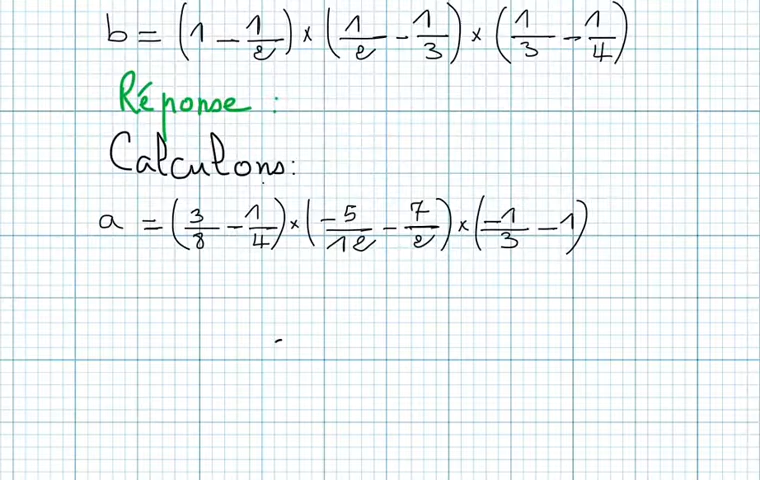 b = (1 - 1/2) × (1/2 - 1/3) × (1/3 - 1/4)
Réponse :
Calculons:
a = (3/8 - 1/4) × (-5/12 - 7/2) × (-1/3 - 1)